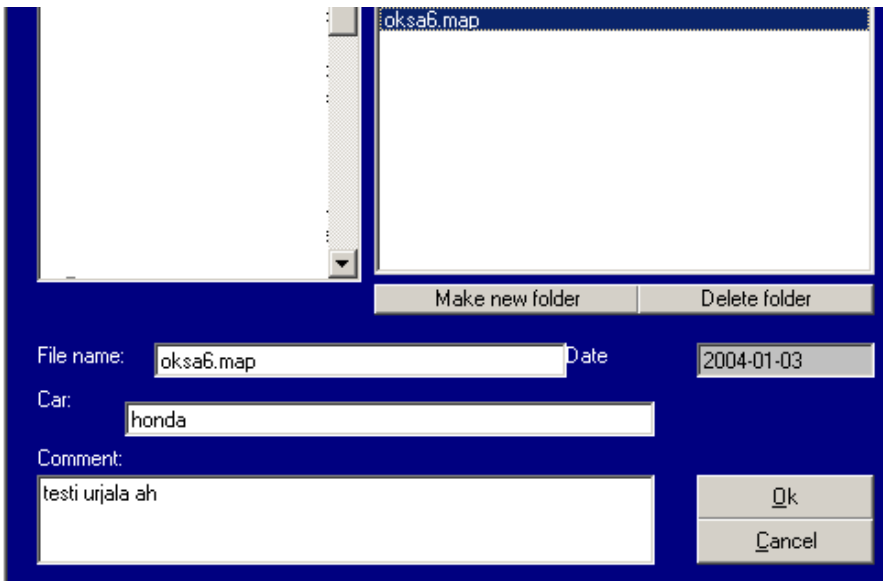 oksa6.map
Make new folder Delete folder
File name: oksa6.map Date 2004-01-03
Car: honda
Comment:
testi urjala ah
Ok
Cancel